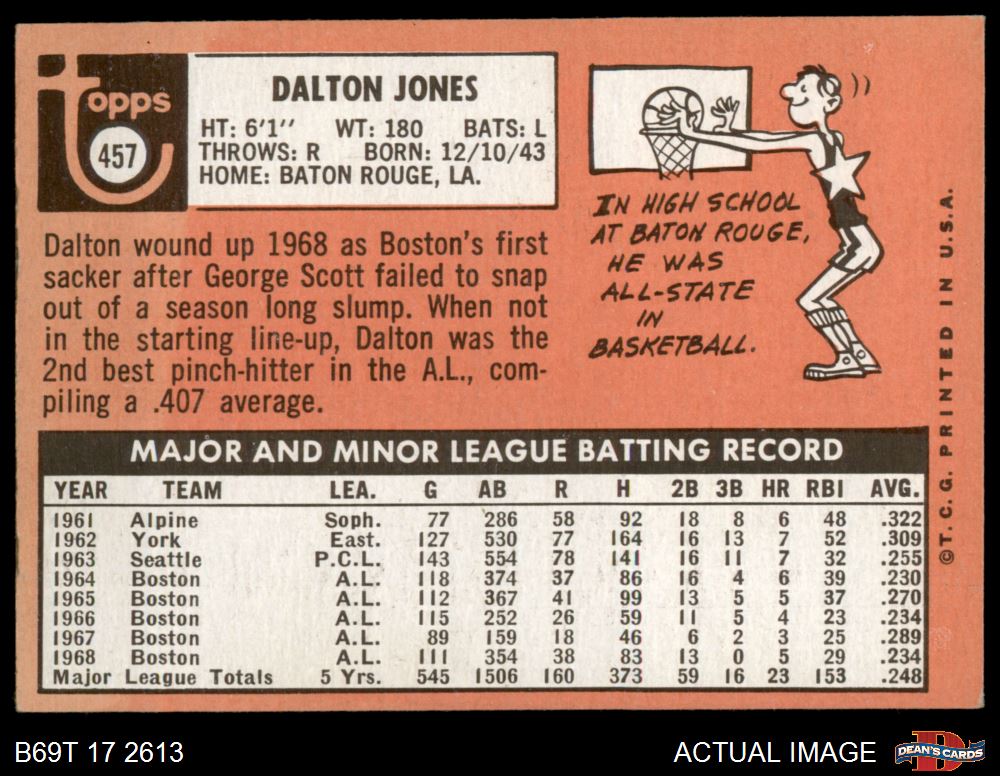 Topps
457
DALTON JONES
HT: 6'1'' WT: 180 BATS: L
THROWS: R BORN: 12/10/43
HOME: BATON ROUGE, LA.
Dalton wound up 1968 as Boston's first
sacker after George Scott failed to snap
out of a season long slump. When not
in the starting line-up, Dalton was the
2nd best pinch-hitter in the A.L., com-
piling a .407 average.
IN HIGH SCHOOL
AT BATON ROUGE,
HE WAS
ALL-STATE
IN
BASKETBALL.
MAJOR AND MINOR LEAGUE BATTING RECORD
YEAR TEAM LEA. G AB R H 2B 3B HR RBI AVG.
1961 Alpine Soph. 77 286 58 92 18 8 6 48 .322
1962 York East. 127 530 77 164 16 13 7 52 .309
1963 Seattle P.C.L. 143 554 78 141 16 11 7 32 .255
1964 Boston A.L. 118 374 37 86 16 4 6 39 .230
1965 Boston A.L. 112 367 41 99 13 5 5 37 .270
1966 Boston A.L. 115 252 26 59 11 5 4 23 .234
1967 Boston A.L. 89 159 18 46 6 2 3 25 .289
1968 Boston A.L. 111 354 38 83 13 0 5 29 .234
Major League Totals 5 Yrs. 545 1506 160 373 59 16 23 153 .248
©T.C.G. PRINTED IN U.S.A.
B69T 17 2613
ACTUAL IMAGE
DEAN'S CARDS